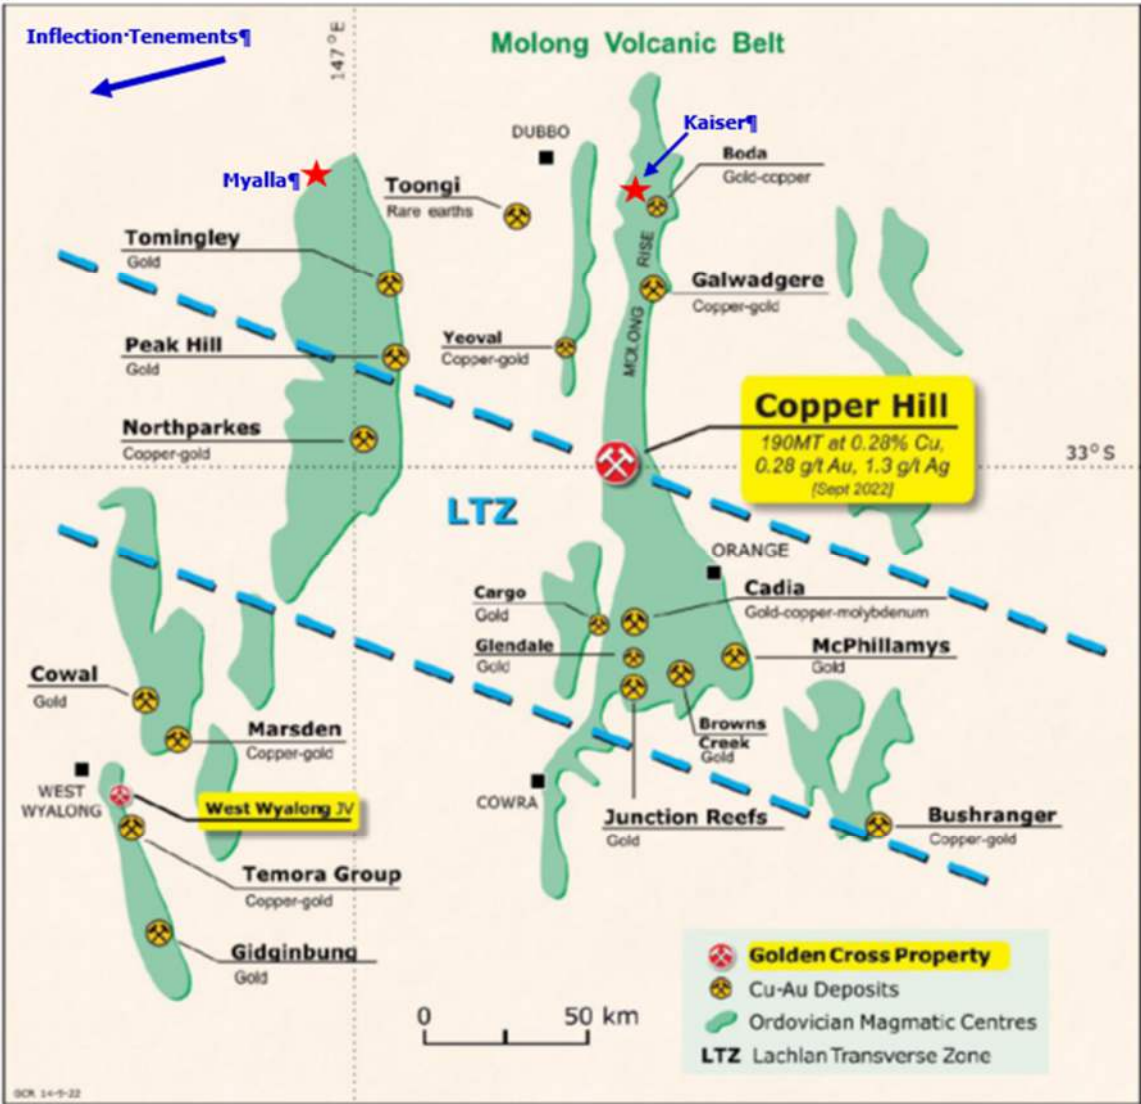 Inflection·Tenements¶
147°E
Molong Volcanic Belt
Kaiser¶
DUBBO
Boda
Gold-copper
Myalla¶
Toongi
Rare earths
Tomingley
Gold
RISE
MOLONG
Galwadgere
Copper-gold
Peak Hill
Gold
Yeoval
Copper-gold
Copper Hill
190MT at 0.28% Cu,
0.28 g/t Au, 1.3 g/t Ag
[Sept 2022]
Northparkes
Copper-gold
33°S
LTZ
ORANGE
Cargo
Gold
Cadia
Gold-copper-molybdenum
Glendale
Gold
McPhillamys
Gold
Cowal
Gold
Marsden
Copper-gold
Browns
Creek
Gold
WEST
WYALONG
West Wyalong JV
COWRA
Junction Reefs
Gold
Bushranger
Copper-gold
Temora Group
Copper-gold
Gidginbung
Gold
Golden Cross Property
Cu-Au Deposits
Ordovician Magmatic Centres
LTZ Lachlan Transverse Zone
0 50 km
GCR 14-9-22